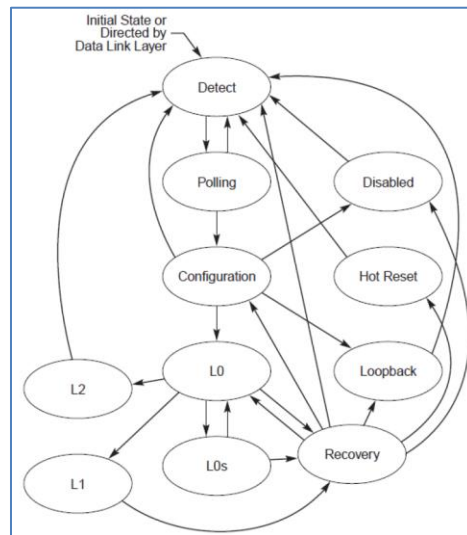 Initial State or
Directed by
Data Link Layer
Detect
Polling
Disabled
Configuration
Hot Reset
L0
Loopback
L2
L0s
Recovery
L1